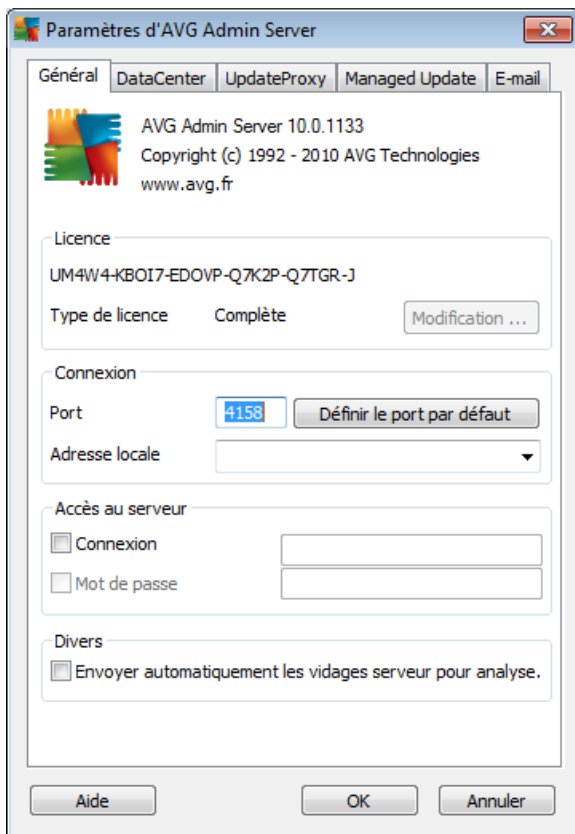 Paramètres d'AVG Admin Server
Général DataCenter UpdateProxy Managed Update E-mail
AVG Admin Server 10.0.1133
Copyright (c) 1992 - 2010 AVG Technologies
www.avg.fr
Licence
UM4W4-KBOI7-EDOVP-Q7K2P-Q7TGR-J
Type de licence Complète Modification ...
Connexion
Port 4158 Définir le port par défaut
Adresse locale
Accès au serveur
Connexion
Mot de passe
Divers
Envoyer automatiquement les vidages serveur pour analyse.
Aide OK Annuler